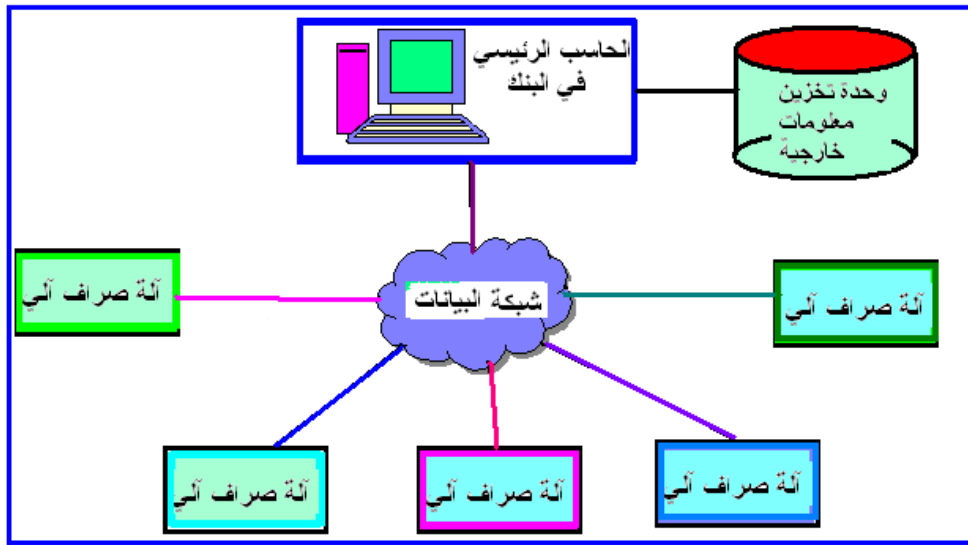 الحاسب الرئيسي
في البنك
وحدة تخزين
معلومات
خارجية
شبكة البيانات
آلة صراف آلي
آلة صراف آلي
آلة صراف آلي
آلة صراف آلي
آلة صراف آلي